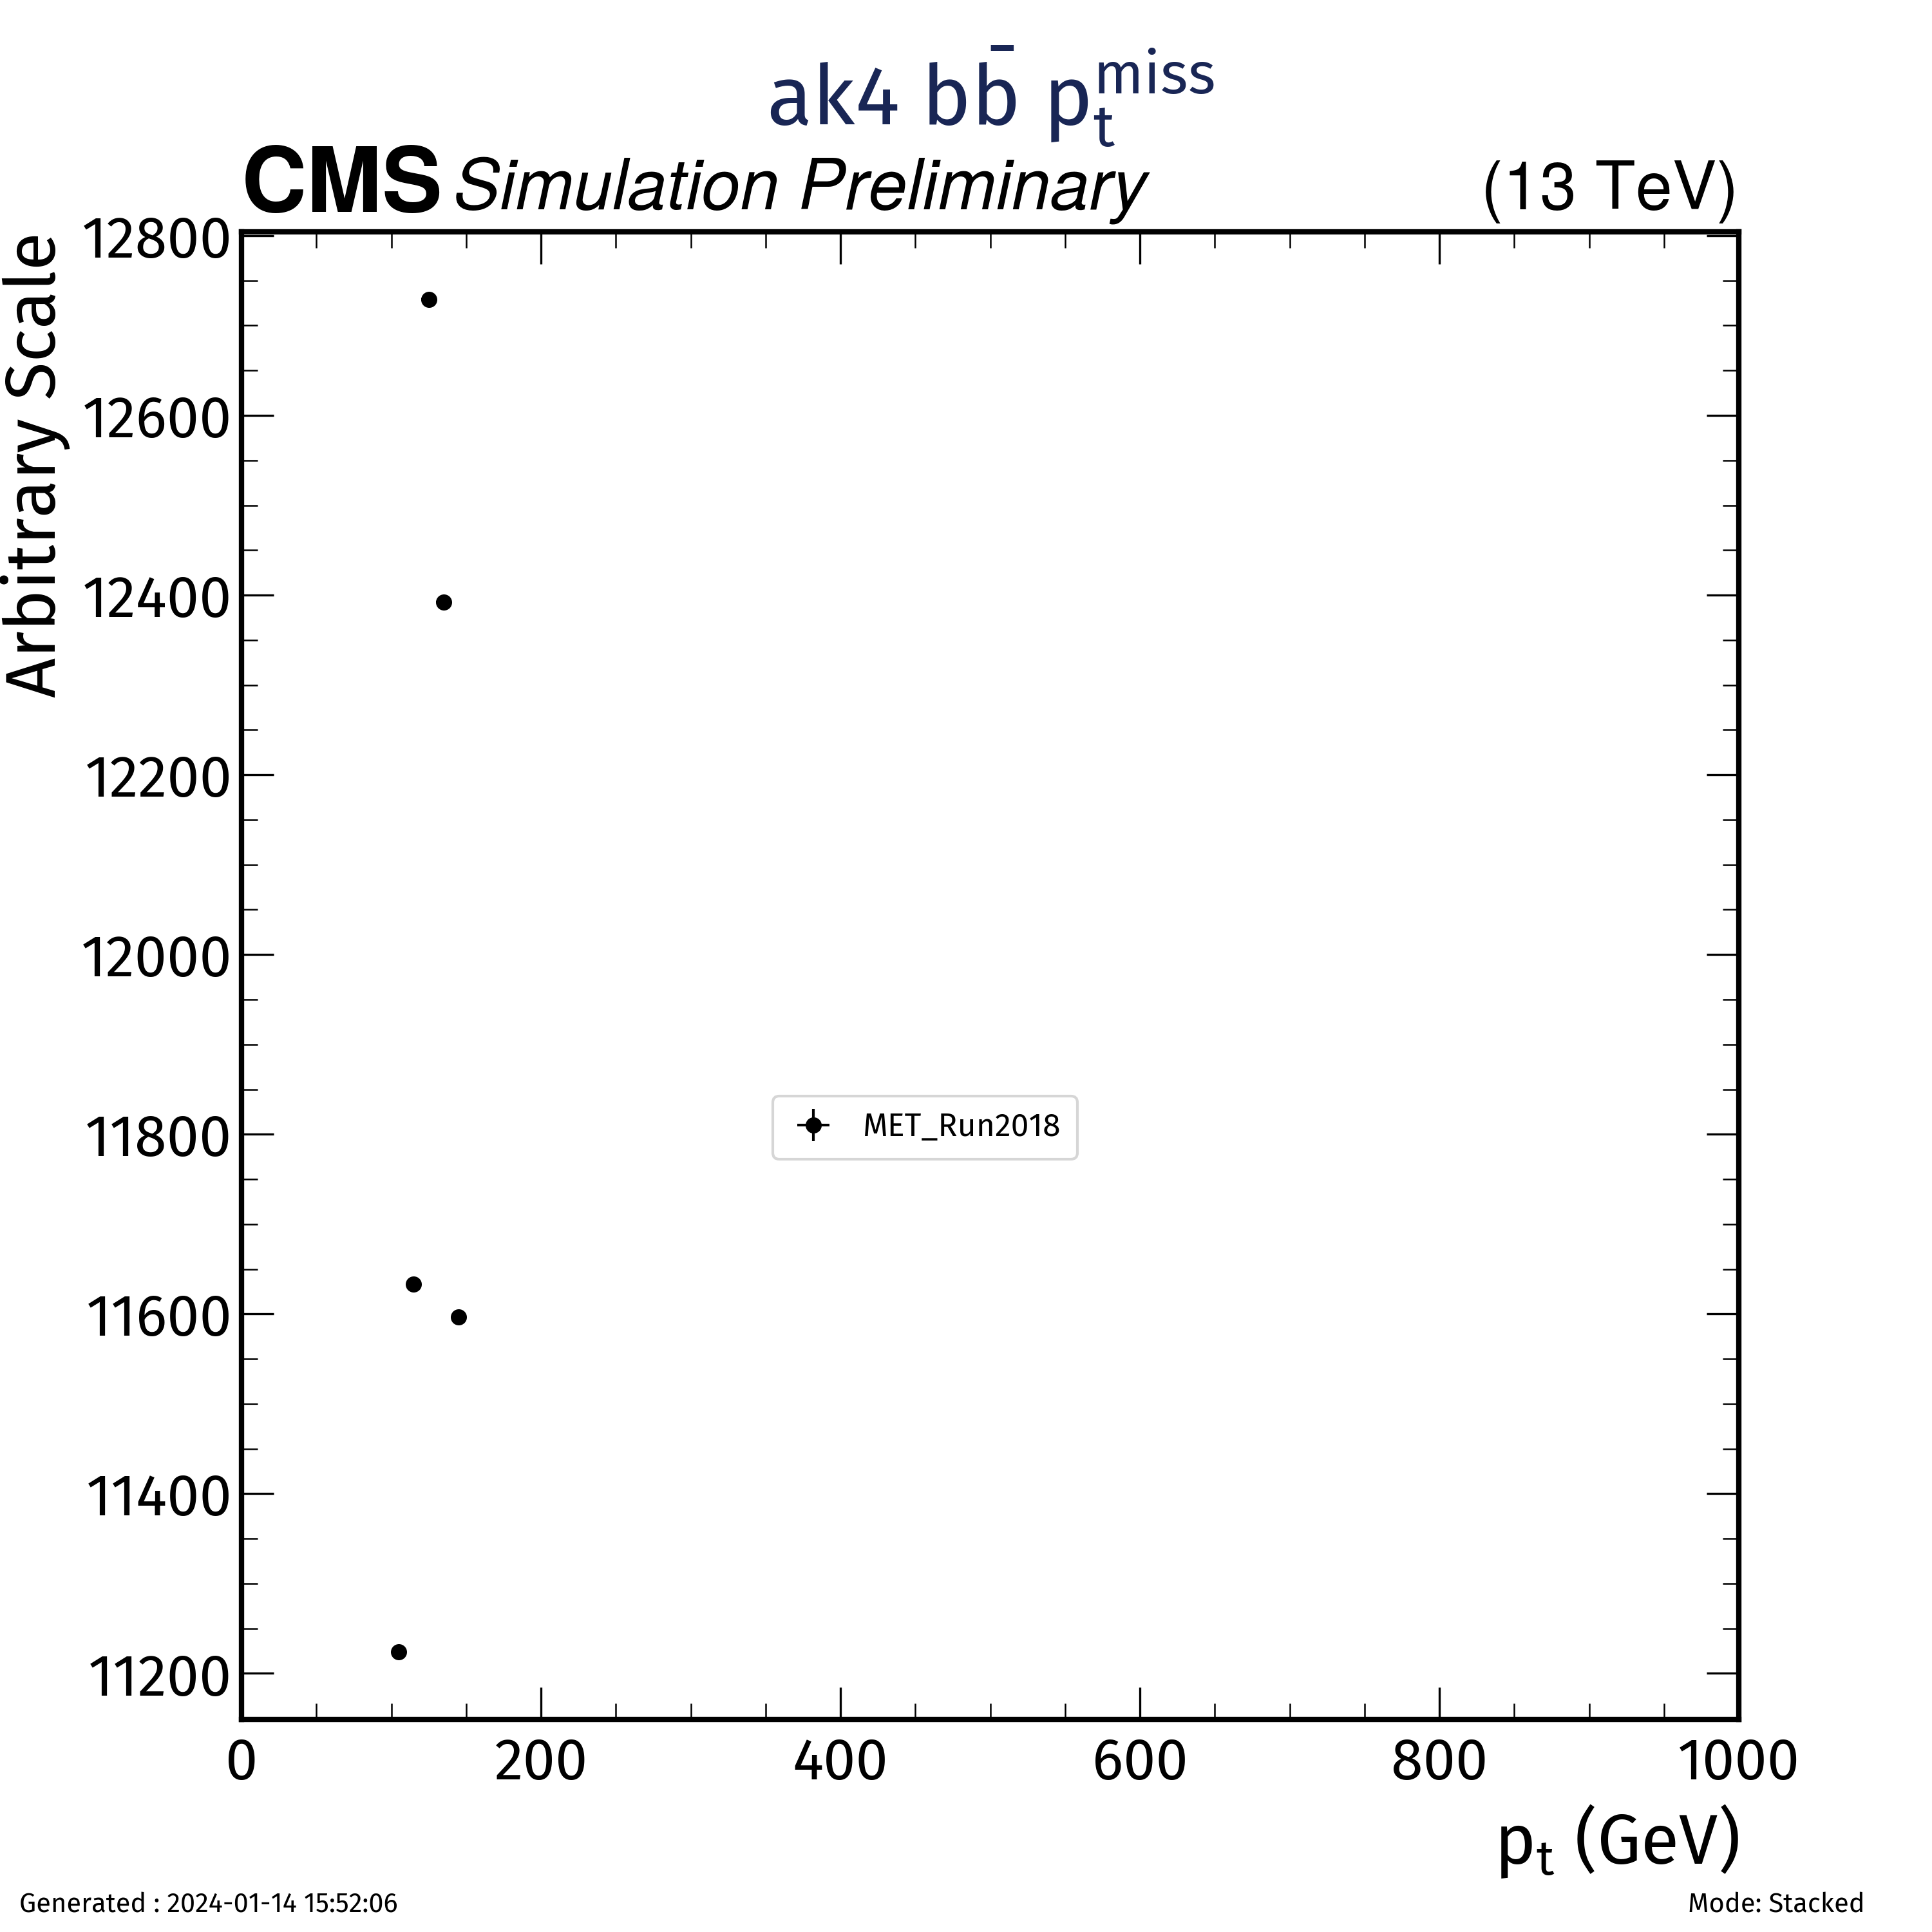 ak4 bb̄ p_t^miss
CMS Simulation Preliminary (13 TeV)
Arbitrary Scale
12800
12600
12400
12200
12000
11800
11600
11400
11200
MET_Run2018
0 200 400 600 800 1000
p_t (GeV)
Generated : 2024-01-14 15:52:06
Mode: Stacked